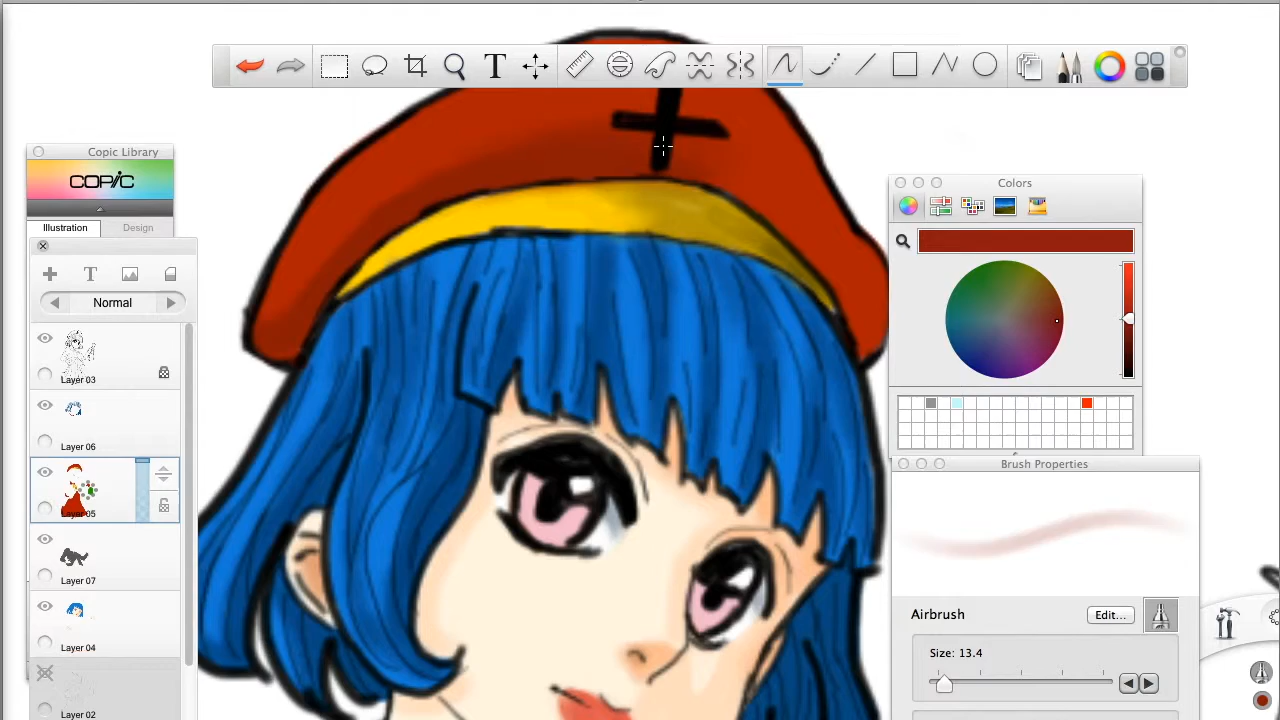 T
Copic Library
COPIC
Illustration Design
T
Normal
Layer 03
Layer 06
Layer 05
Layer 07
Layer 04
Layer 02
Colors
Brush Properties
Airbrush Edit...
Size: 13.4